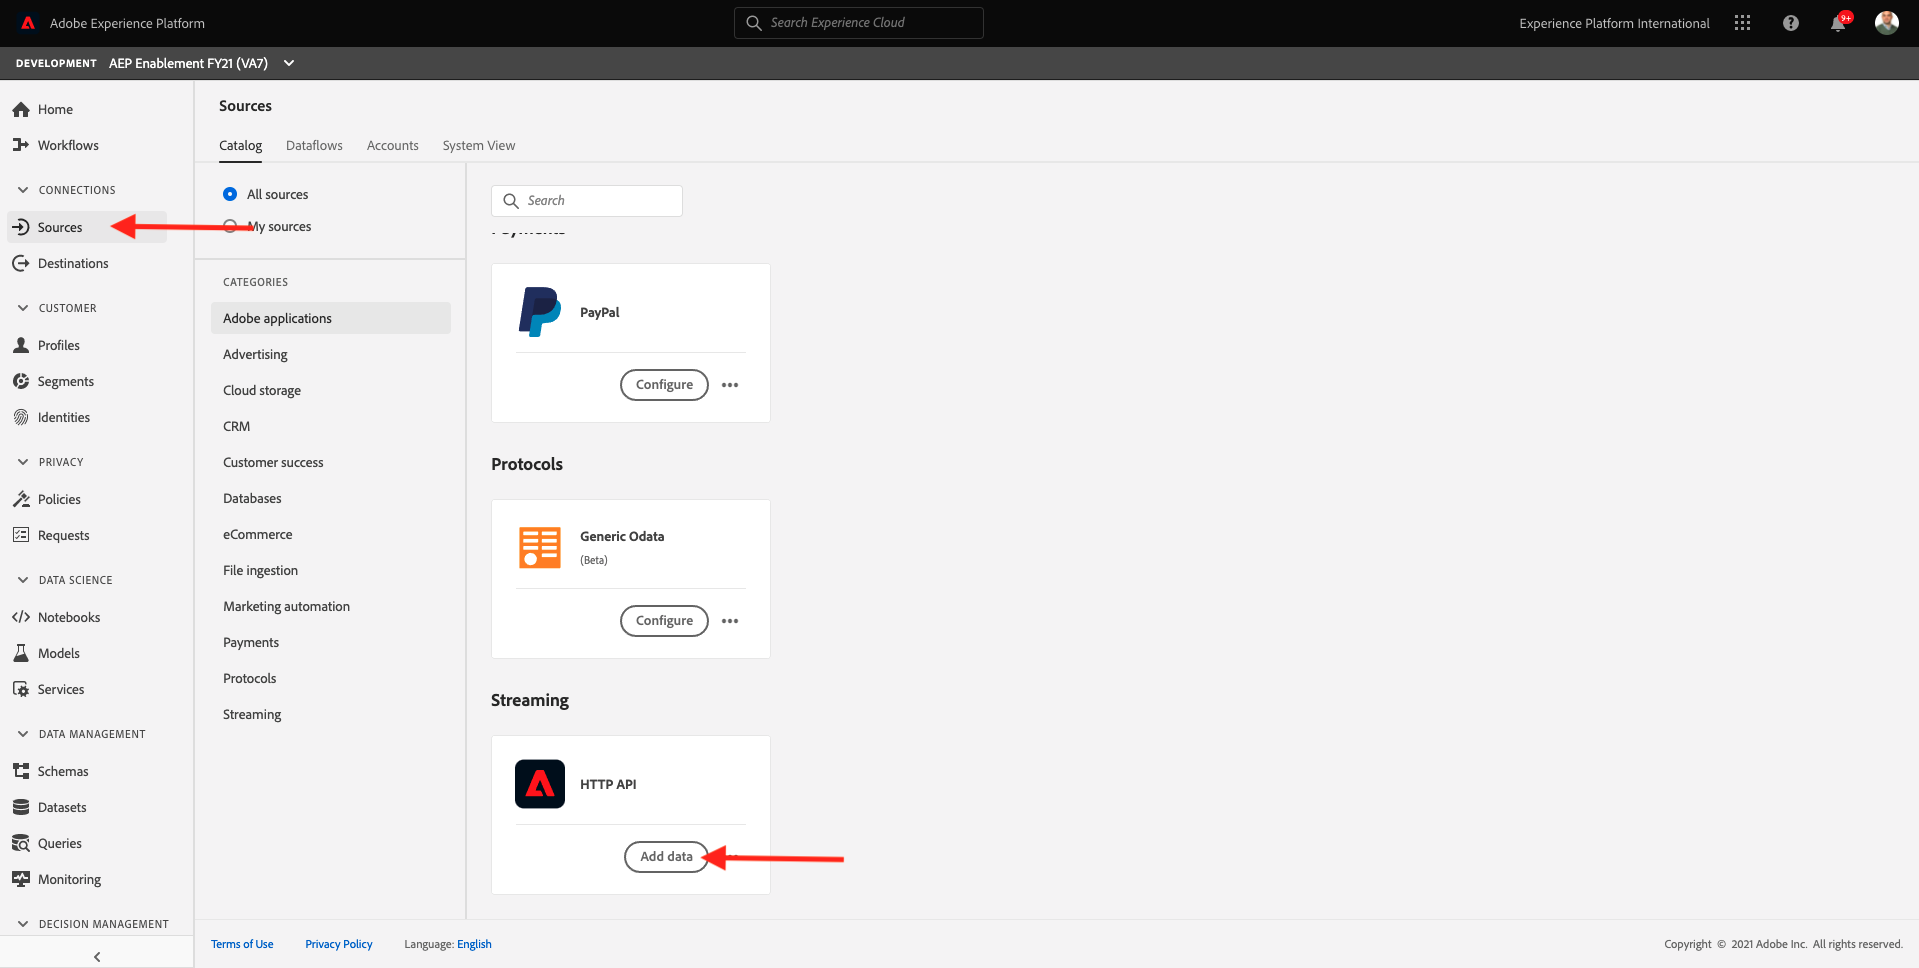 Adobe Experience Platform
Search Experience Cloud
Experience Platform International
9+
DEVELOPMENT AEP Enablement FY21 (VA7)
Home
Workflows
CONNECTIONS
Sources
Destinations
CUSTOMER
Profiles
Segments
Identities
PRIVACY
Policies
Requests
DATA SCIENCE
Notebooks
Models
Services
DATA MANAGEMENT
Schemas
Datasets
Queries
Monitoring
DECISION MANAGEMENT
Sources
Catalog Dataflows Accounts System View
All sources
My sources
CATEGORIES
Adobe applications
Advertising
Cloud storage
CRM
Customer success
Databases
eCommerce
File ingestion
Marketing automation
Payments
Protocols
Streaming
Search
Payments
PayPal
Configure
Protocols
Generic Odata
(Beta)
Configure
Streaming
HTTP API
Add data
Terms of Use Privacy Policy Language: English
Copyright © 2021 Adobe Inc. All rights reserved.